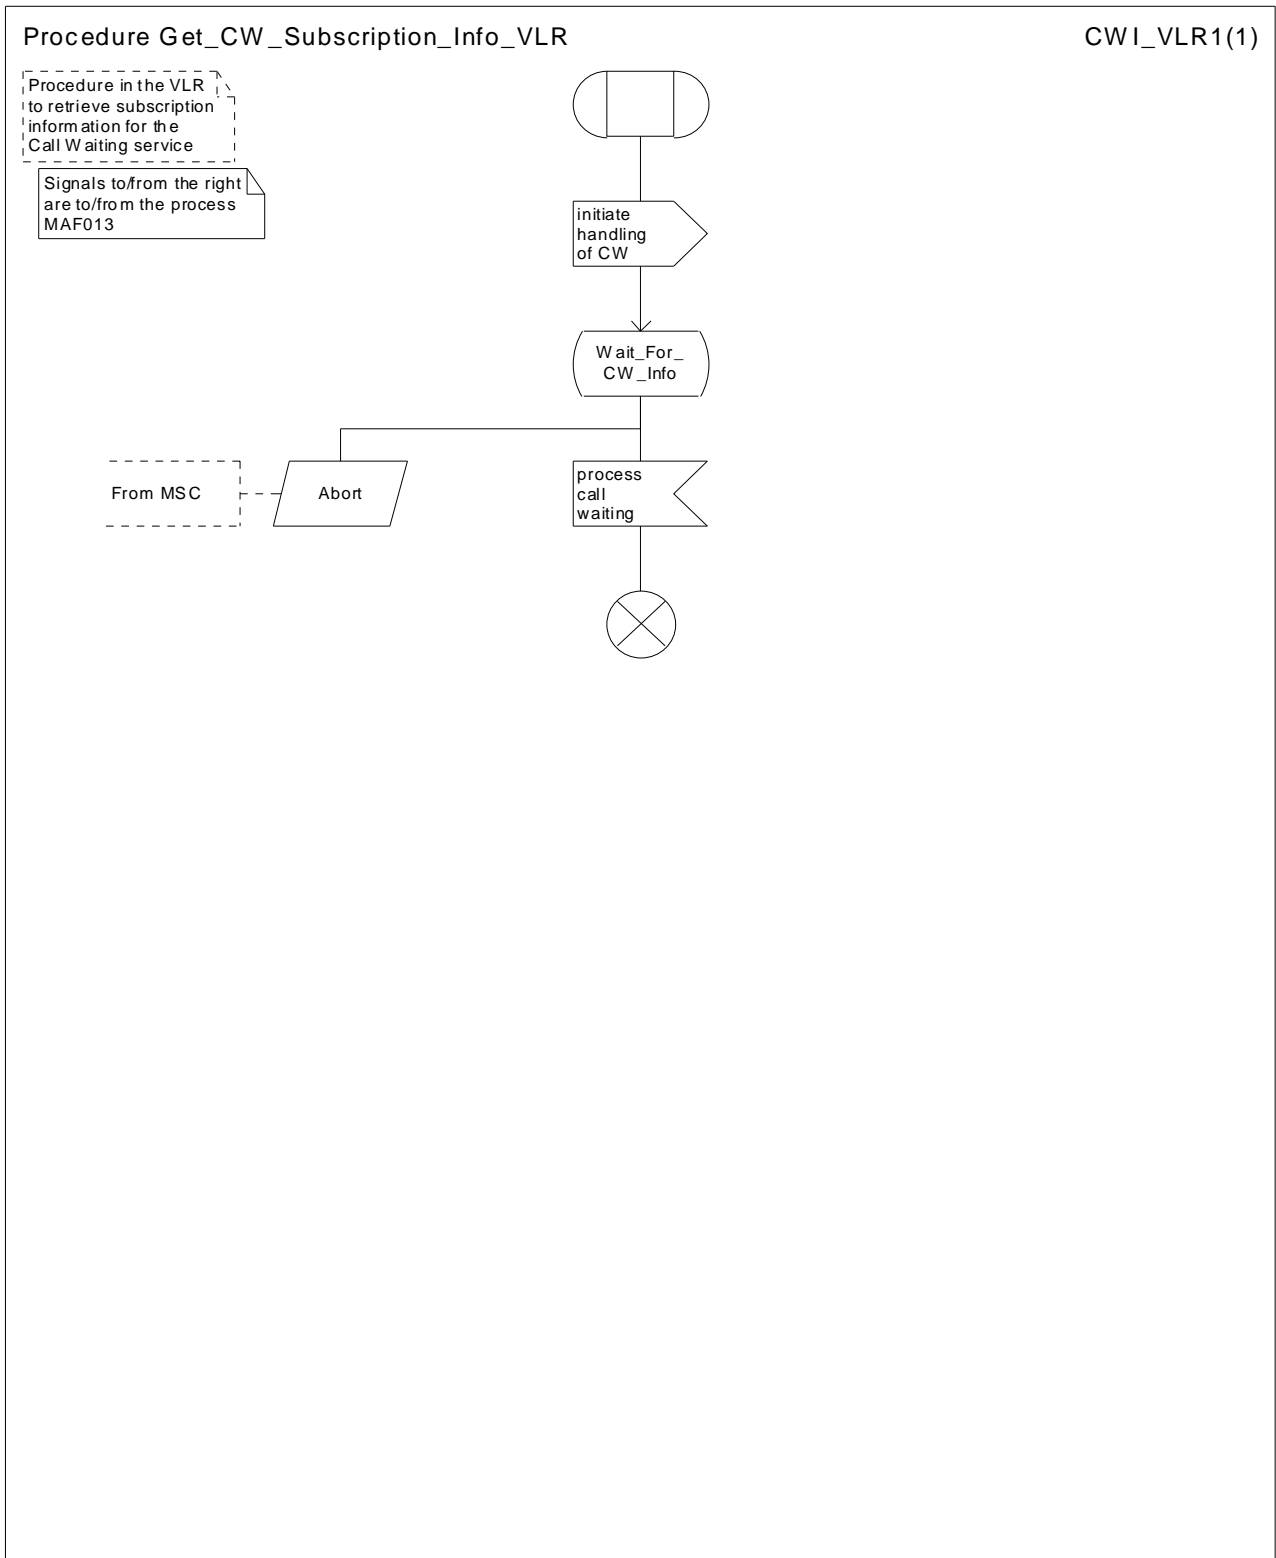 Procedure Get_CW_Subscription_Info_VLR
CWI_VLR1(1)
Procedure in the VLR
to retrieve subscription
information for the
Call Waiting service
Signals to/from the right
are to/from the process
MAF013
initiate
handling
of CW
Wait_For_
CW_Info
From MSC
Abort
process
call
waiting